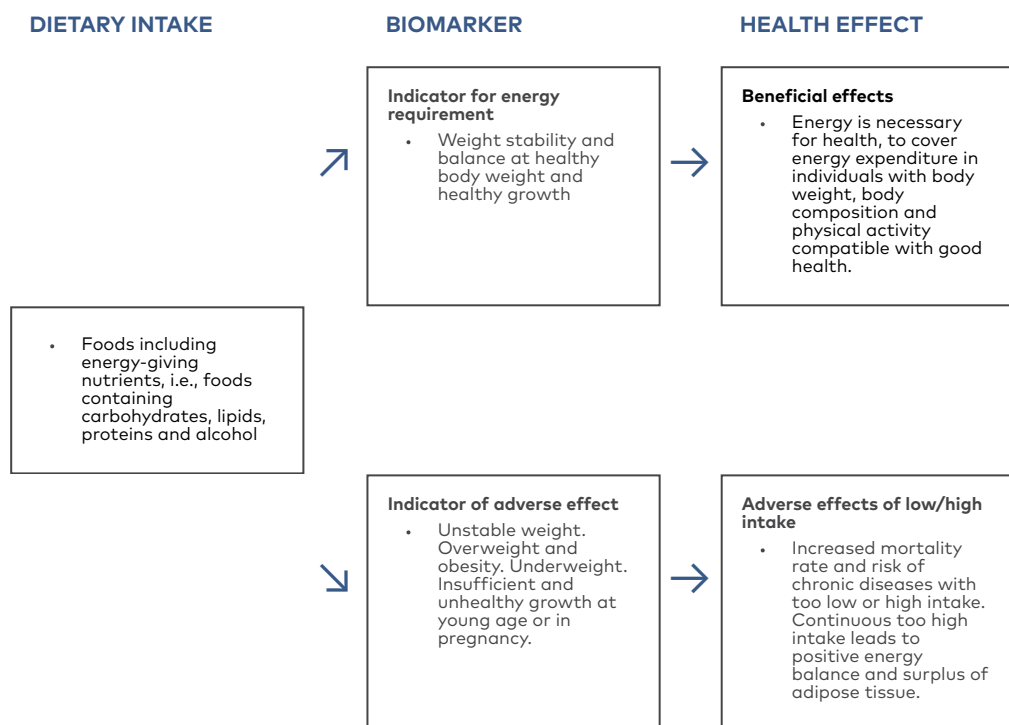 DIETARY INTAKE
BIOMARKER
HEALTH EFFECT
Indicator for energy
requirement
• Weight stability and
balance at healthy
body weight and
healthy growth
Beneficial effects
• Energy is necessary
for health, to cover
energy expenditure in
individuals with body
weight, body
composition and
physical activity
compatible with good
health.
• Foods including
energy-giving
nutrients, i.e., foods
containing
carbohydrates, lipids,
proteins and alcohol
Indicator of adverse effect
• Unstable weight.
Overweight and
obesity. Underweight.
Insufficient and
unhealthy growth at
young age or in
pregnancy.
Adverse effects of low/high
intake
• Increased mortality
rate and risk of
chronic diseases with
too low or high intake.
Continuous too high
intake leads to
positive energy
balance and surplus of
adipose tissue.